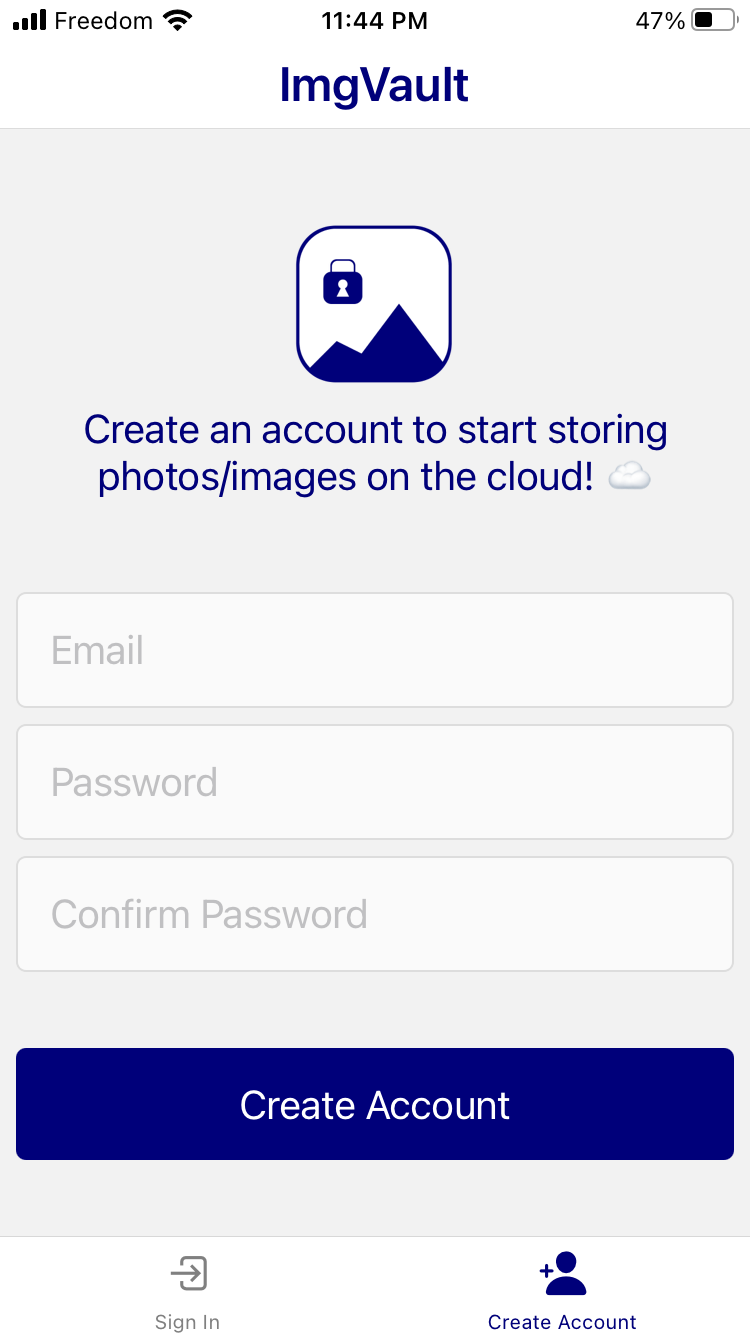 Freedom 11:44 PM 47%
ImgVault
Create an account to start storing
photos/images on the cloud! ☁️
Email
Password
Confirm Password
Create Account
Sign In Create Account